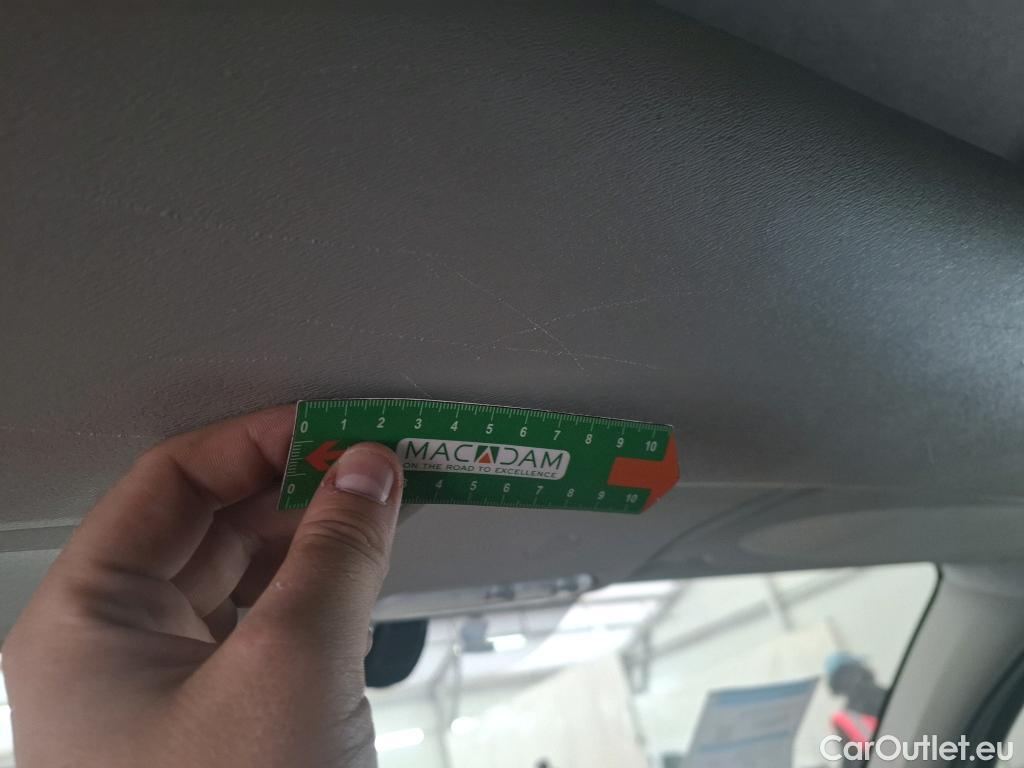 0 1 2 3 4 5 6 7 8 9 10
MACADAM
ON THE ROAD TO EXCELLENCE
0 3 4 5 6 7 8 9 10
CarOutlet.eu